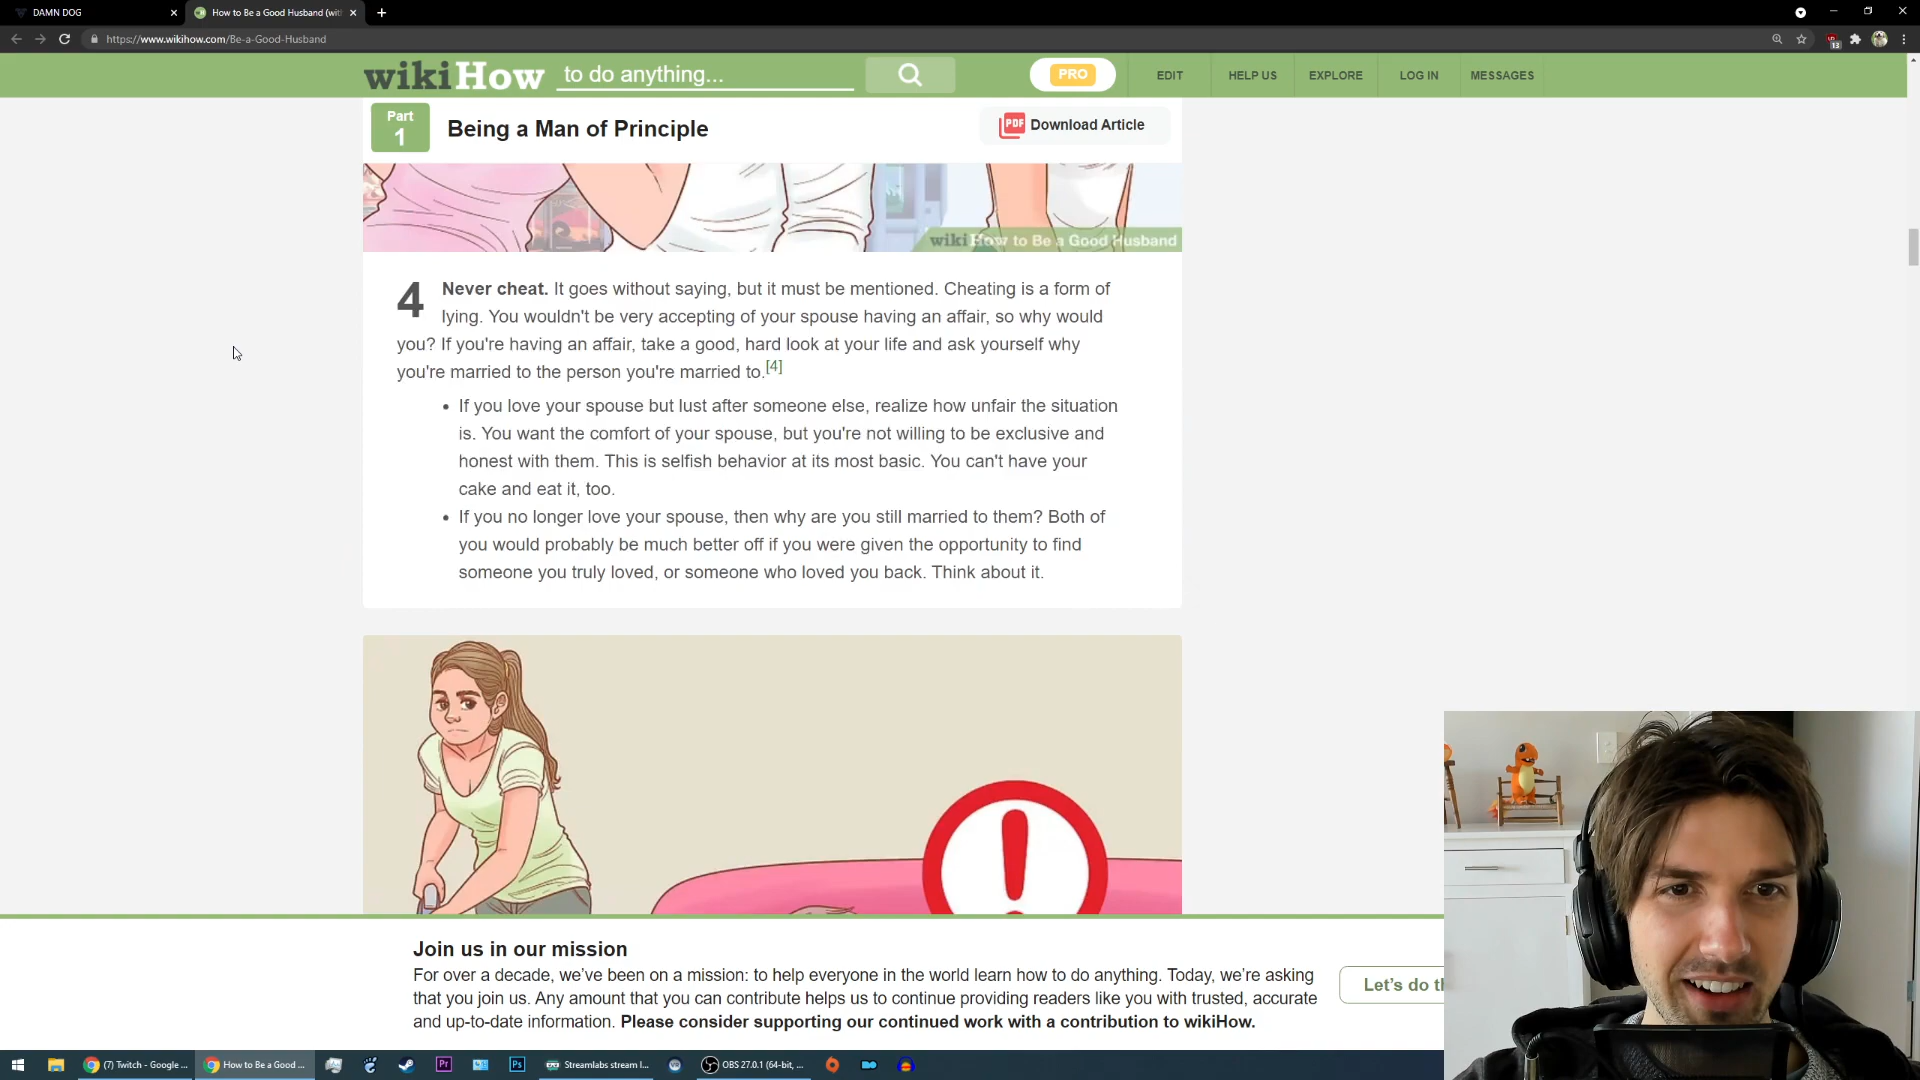 DAMN DOG
How to Be a Good Husband (wit
https://www.wikihow.com/Be-a-Good-Husband
13
wikiHow to do anything...
PRO
EDIT
HELP US
EXPLORE
LOG IN
MESSAGES
Part
1
Being a Man of Principle
PDF Download Article
wikiHow to Be a Good Husband
4 Never cheat. It goes without saying, but it must be mentioned. Cheating is a form of
lying. You wouldn't be very accepting of your spouse having an affair, so why would
you? If you're having an affair, take a good, hard look at your life and ask yourself why
you're married to the person you're married to.[4]
• If you love your spouse but lust after someone else, realize how unfair the situation
is. You want the comfort of your spouse, but you're not willing to be exclusive and
honest with them. This is selfish behavior at its most basic. You can't have your
cake and eat it, too.
• If you no longer love your spouse, then why are you still married to them? Both of
you would probably be much better off if you were given the opportunity to find
someone you truly loved, or someone who loved you back. Think about it.
!
Join us in our mission
For over a decade, we've been on a mission: to help everyone in the world learn how to do anything. Today, we're asking
that you join us. Any amount that you can contribute helps us to continue providing readers like you with trusted, accurate
and up-to-date information. Please consider supporting our continued work with a contribution to wikiHow.
Let's do th
(7) Twitch - Google ...
How to Be a Good ...
Pr
Ps
Streamlabs stream l...
OBS 27.0.1 (64-bit, ...